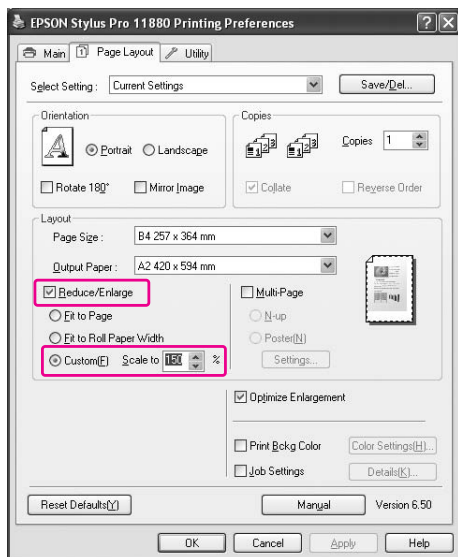 EPSON Stylus Pro 11880 Printing Preferences
Main Page Layout Utility
Select Setting : Current Settings Save/Del...
Orientation
Portrait Landscape
Rotate 180° Mirror Image
Copies
Copies 1
Collate Reverse Order
Layout
Page Size : B4 257 x 364 mm
Output Paper : A2 420 x 594 mm
Reduce/Enlarge
Fit to Page
Fit to Roll Paper Width
Custom(F) Scale to 150 %
Multi-Page
N-up
Poster(N)
Settings...
Optimize Enlargement
Print Bckg Color Color Settings(H)...
Job Settings Details(K)...
Reset Defaults(Y) Manual Version 6.50
OK Cancel Apply Help